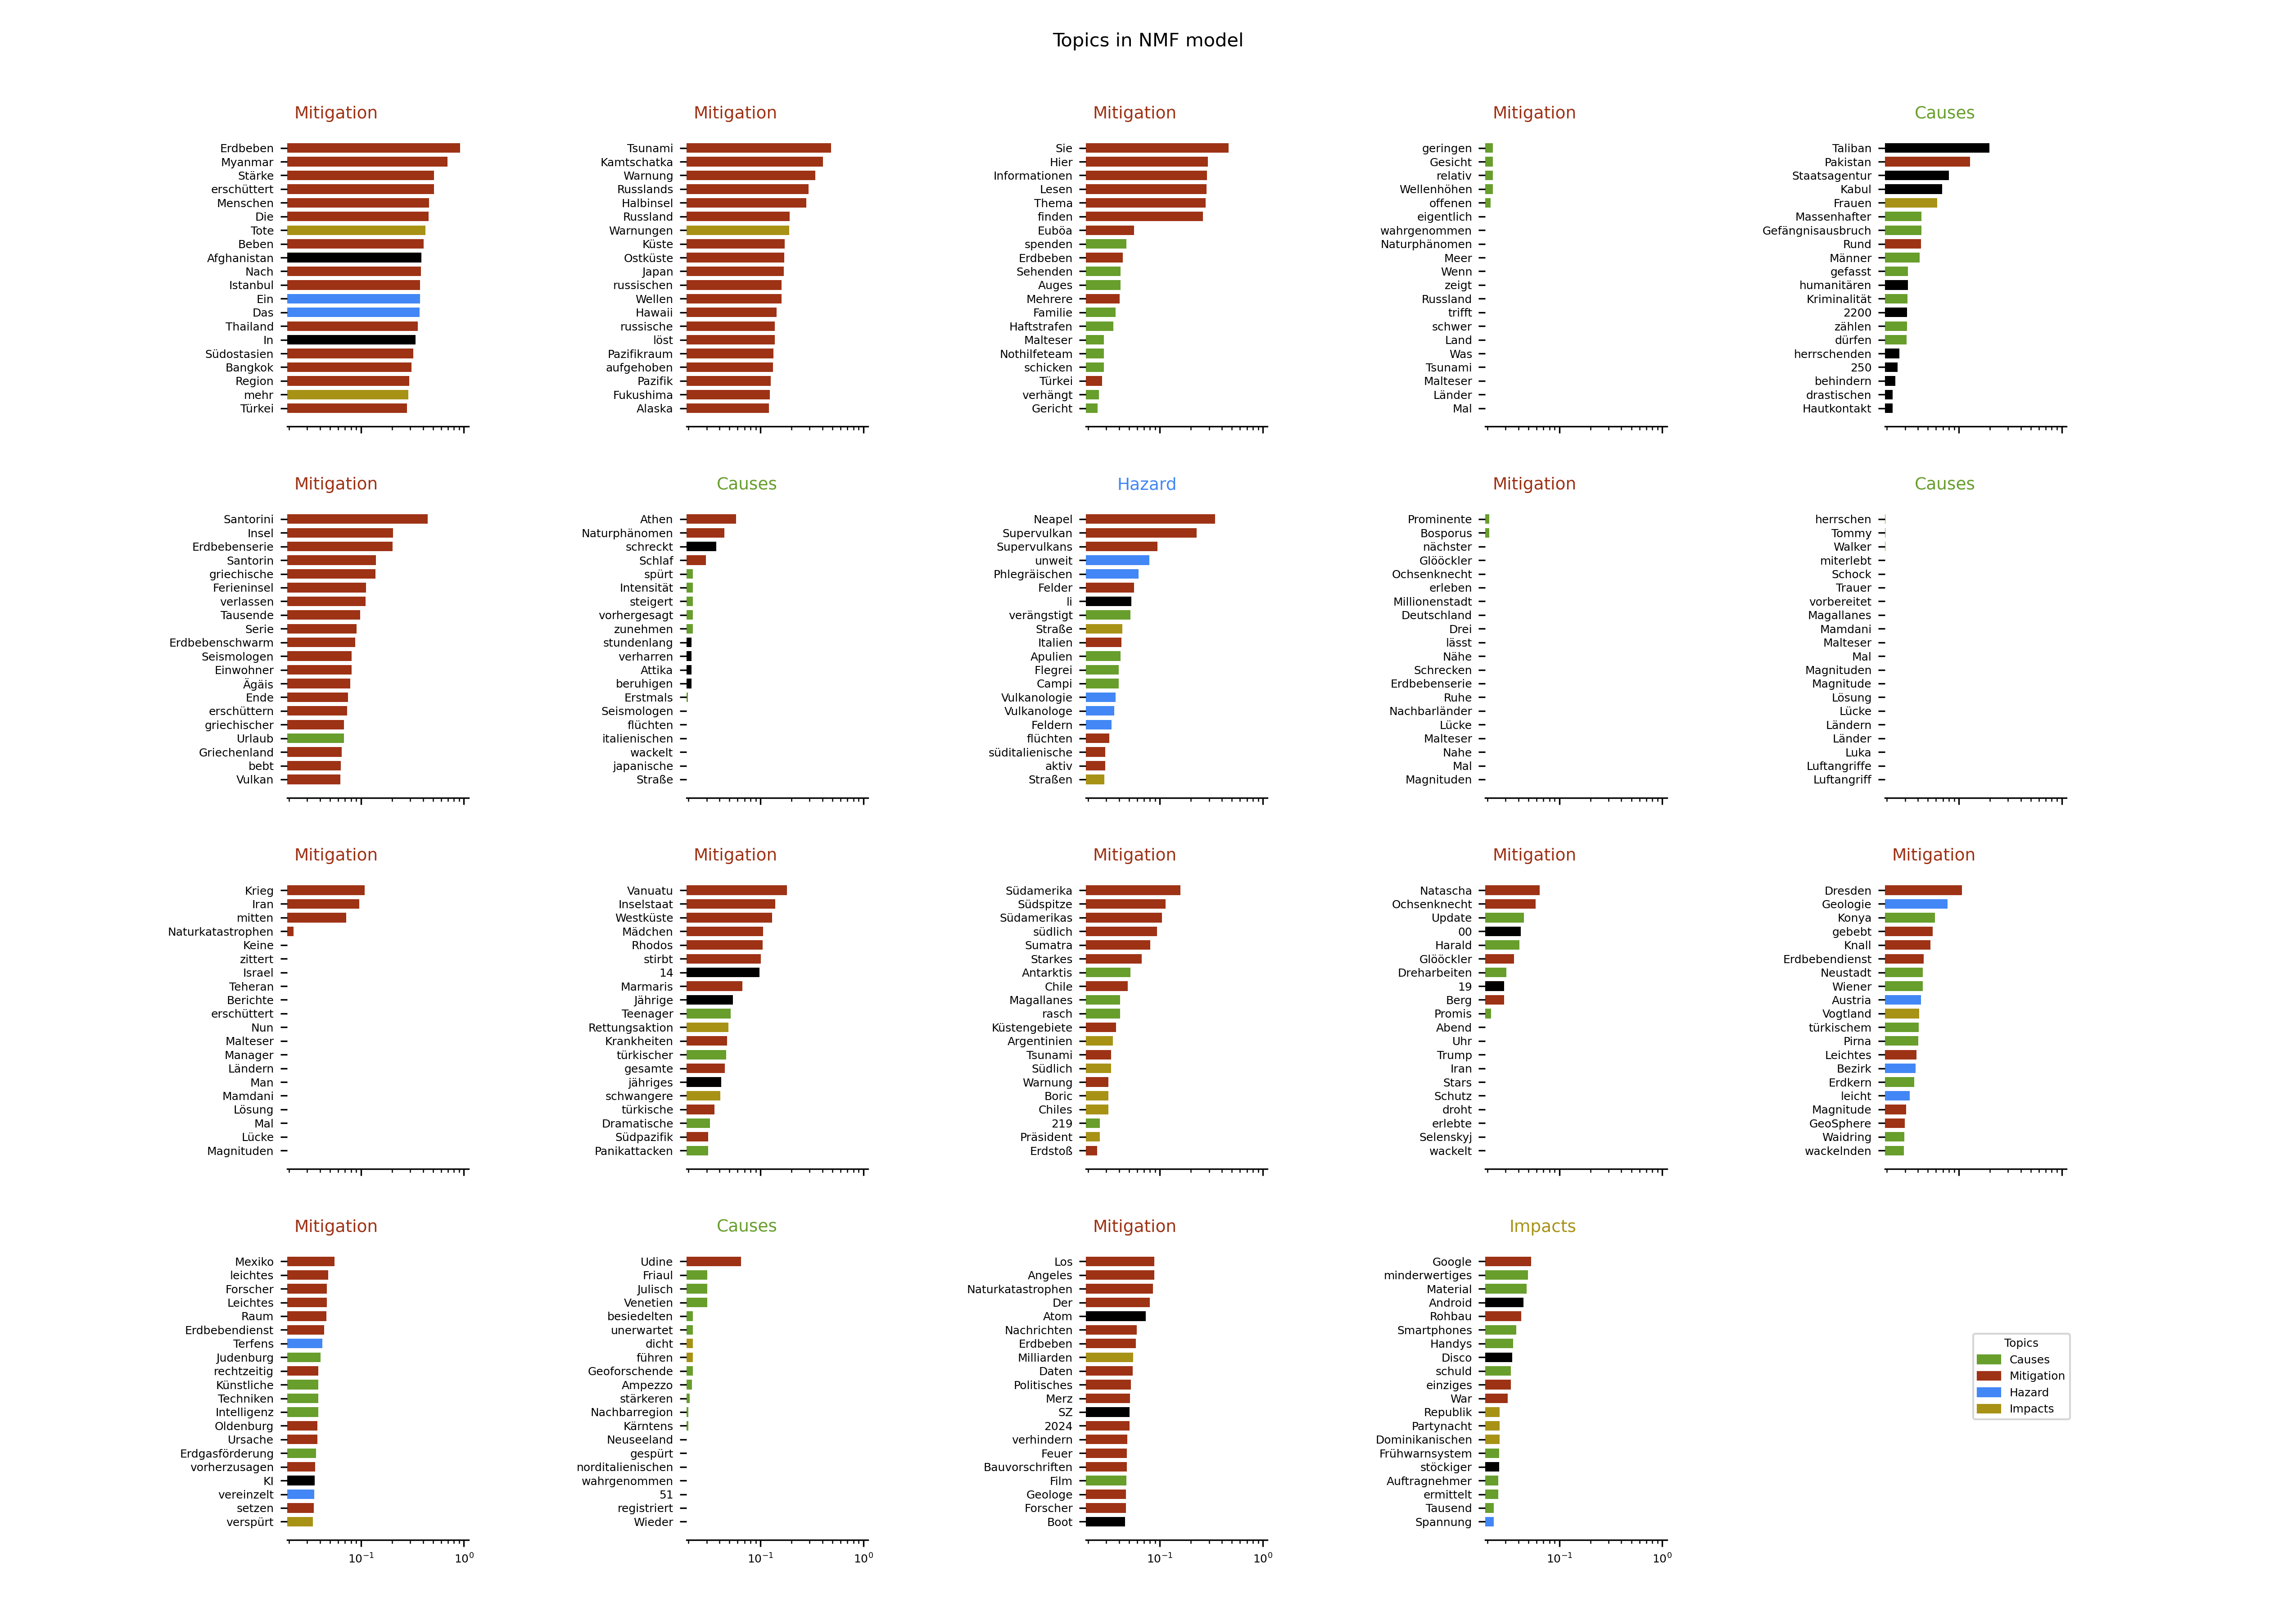 Topics in NMF model
Mitigation
Erdbeben
Myanmar
Stärke
erschüttert
Menschen
Die
Tote
Beben
Afghanistan
Nach
Istanbul
Ein
Das
Thailand
In
Südostasien
Bangkok
Region
mehr
Türkei
Mitigation
Tsunami
Kamtschatka
Warnung
Russlands
Halbinsel
Russland
Warnungen
Küste
Ostküste
Japan
russischen
Wellen
Hawaii
russische
löst
Pazifikraum
aufgehoben
Pazifik
Fukushima
Alaska
Mitigation
Sie
Hier
Informationen
Lesen
Thema
finden
Euböa
spenden
Erdbeben
Sehenden
Auges
Mehrere
Familie
Haftstrafen
Malteser
Nothilfeteam
schicken
Türkei
verhängt
Gericht
Mitigation
geringen
Gesicht
relativ
Wellenhöhen
offenen
eigentlich
wahrgenommen
Naturphänomen
Meer
Wenn
zeigt
Russland
trifft
schwer
Land
Was
Tsunami
Malteser
Länder
Mal
Causes
Taliban
Pakistan
Staatsagentur
Kabul
Frauen
Massenhafter
Gefängnisausbruch
Rund
Männer
gefasst
humanitären
Kriminalität
2200
zählen
dürfen
herrschenden
250
behindern
drastischen
Hautkontakt
Mitigation
Santorini
Insel
Erdbebenserie
Santorin
griechische
Ferieninsel
verlassen
Tausende
Serie
Erdbebenschwarm
Seismologen
Einwohner
Ägäis
Ende
erschüttern
griechischer
Urlaub
Griechenland
bebt
Vulkan
Causes
Athen
Naturphänomen
schreckt
Schlaf
spürt
Intensität
steigert
vorhergesagt
zunehmen
stundenlang
verharren
Attika
beruhigen
Erstmals
Seismologen
flüchten
italienischen
wackelt
japanische
Straße
Hazard
Neapel
Supervulkan
Supervulkans
unweit
Phlegräischen
Felder
li
verängstigt
Straße
Italien
Apulien
Flegrei
Campi
Vulkanologie
Vulkanologe
Feldern
flüchten
süditalienische
aktiv
Straßen
Mitigation
Prominente
Bosporus
nächster
Glööckler
Ochsenknecht
erleben
Millionenstadt
Deutschland
Drei
lässt
Nähe
Schrecken
Erdbebenserie
Ruhe
Nachbarländer
Lücke
Malteser
Nahe
Mal
Magnituden
Causes
herrschen
Tommy
Walker
miterlebt
Schock
Trauer
vorbereitet
Magallanes
Mamdani
Malteser
Mal
Magnituden
Magnitude
Lösung
Lücke
Ländern
Länder
Luka
Luftangriffe
Luftangriff
Mitigation
Krieg
Iran
mitten
Naturkatastrophen
Keine
zittert
Israel
Teheran
Berichte
erschüttert
Nun
Malteser
Manager
Ländern
Man
Mamdani
Lösung
Mal
Lücke
Magnituden
Mitigation
Vanuatu
Inselstaat
Westküste
Mädchen
Rhodos
stirbt
14
Marmaris
Jährige
Teenager
Rettungsaktion
Krankheiten
türkischer
gesamte
jähriges
schwangere
türkische
Dramatische
Südpazifik
Panikattacken
Mitigation
Südamerika
Südspitze
Südamerikas
südlich
Sumatra
Starkes
Antarktis
Chile
Magallanes
rasch
Küstengebiete
Argentinien
Tsunami
Südlich
Warnung
Boric
Chiles
219
Präsident
Erdstoß
Mitigation
Natascha
Ochsenknecht
Update
00
Harald
Glööckler
Dreharbeiten
19
Berg
Promis
Abend
Uhr
Trump
Iran
Stars
Schutz
droht
erlebte
Selenskyj
wackelt
Mitigation
Dresden
Geologie
Konya
gebebt
Knall
Erdbebendienst
Neustadt
Wiener
Austria
Vogtland
türkischem
Pirna
Leichtes
Bezirk
Erdkern
leicht
Magnitude
GeoSphere
Waidring
wackelnden
Mitigation
Mexiko
leichtes
Forscher
Leichtes
Raum
Erdbebendienst
Terfens
Judenburg
rechtzeitig
Künstliche
Techniken
Intelligenz
Oldenburg
Ursache
Erdgasförderung
vorherzusagen
KI
vereinzelt
setzen
verspürt
10⁻¹ 10⁰
Causes
Udine
Friaul
Julisch
Venetien
besiedelten
unerwartet
dicht
führen
Geoforschende
Ampezzo
stärkeren
Nachbarregion
Kärntens
Neuseeland
gespürt
norditalienischen
wahrgenommen
51
registriert
Wieder
10⁻¹ 10⁰
Mitigation
Los
Angeles
Naturkatastrophen
Der
Atom
Nachrichten
Erdbeben
Milliarden
Daten
Politisches
Merz
SZ
2024
verhindern
Feuer
Bauvorschriften
Film
Geologe
Forscher
Boot
10⁻¹ 10⁰
Impacts
Google
minderwertiges
Material
Android
Rohbau
Smartphones
Handys
Disco
schuld
einziges
War
Republik
Partynacht
Dominikanischen
Frühwarnsystem
stöckiger
Auftragnehmer
ermittelt
Tausend
Spannung
10⁻¹ 10⁰
Topics
Causes
Mitigation
Hazard
Impacts